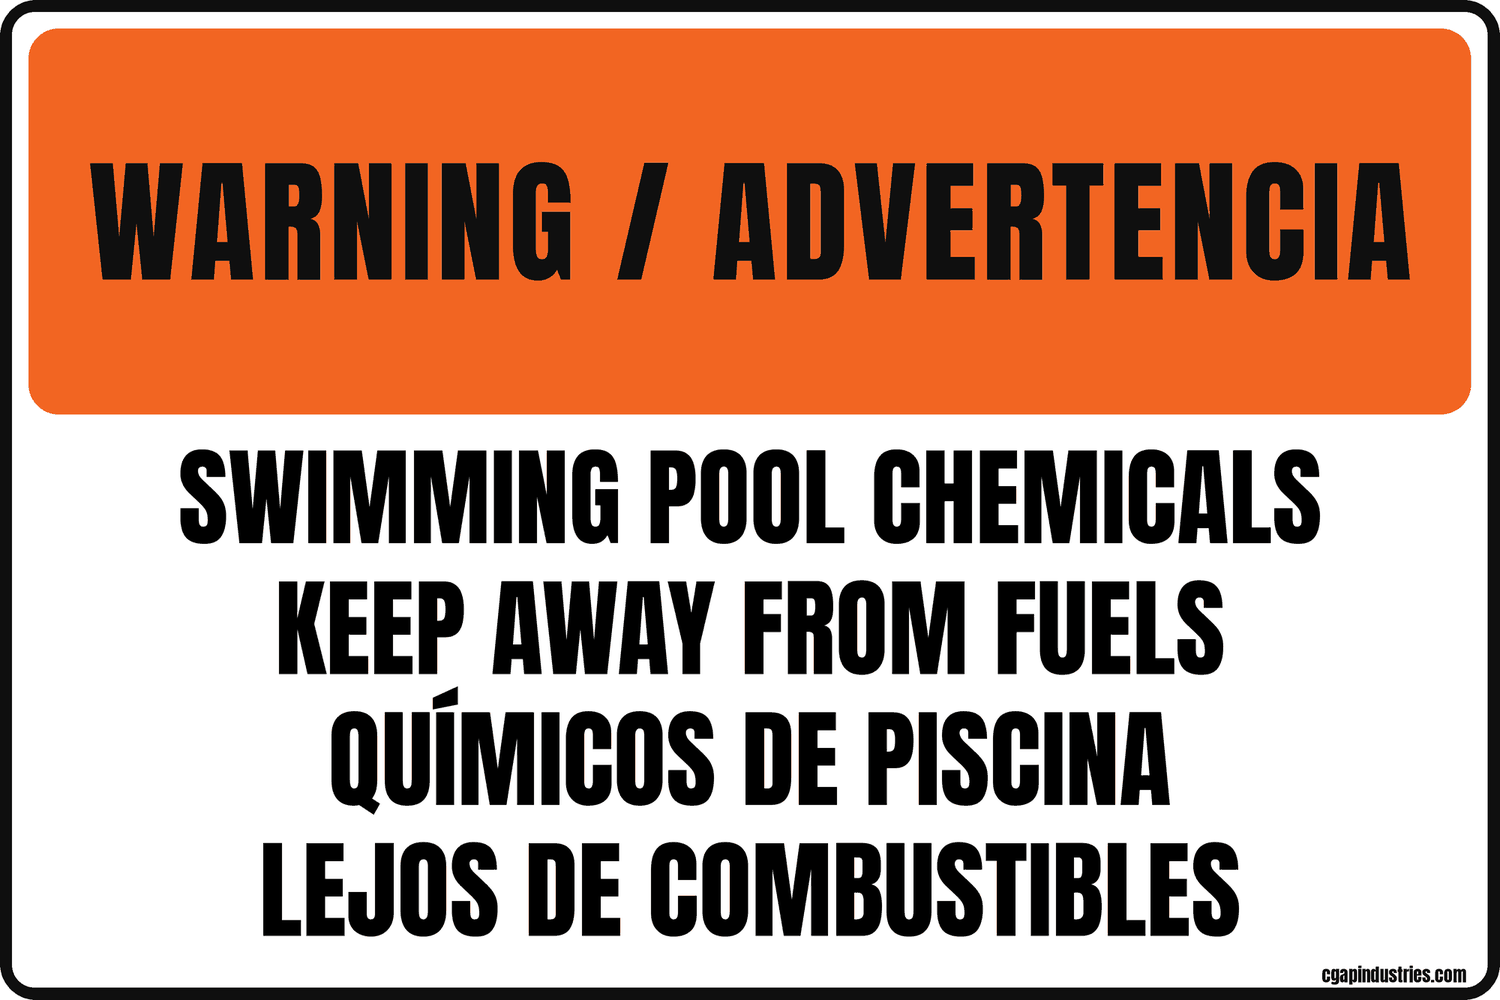 WARNING / ADVERTENCIA
SWIMMING POOL CHEMICALS
KEEP AWAY FROM FUELS
QUÍMICOS DE PISCINA
LEJOS DE COMBUSTIBLES
cgapindustries.com